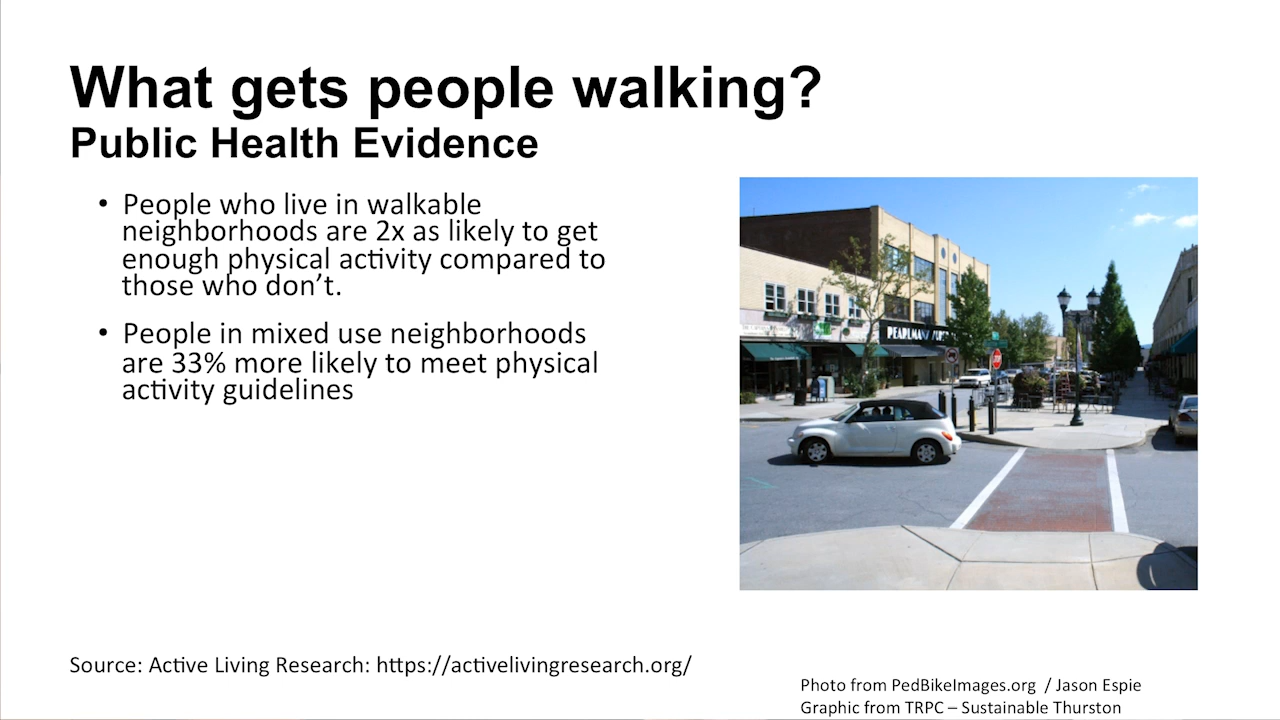 What gets people walking?
Public Health Evidence
• People who live in walkable
neighborhoods are 2x as likely to get
enough physical activity compared to
those who don’t.
• People in mixed use neighborhoods
are 33% more likely to meet physical
activity guidelines
STOP
Source: Active Living Research: https://activelivingresearch.org/
Photo from PedBikeImages.org / Jason Espie
Graphic from TRPC – Sustainable Thurston